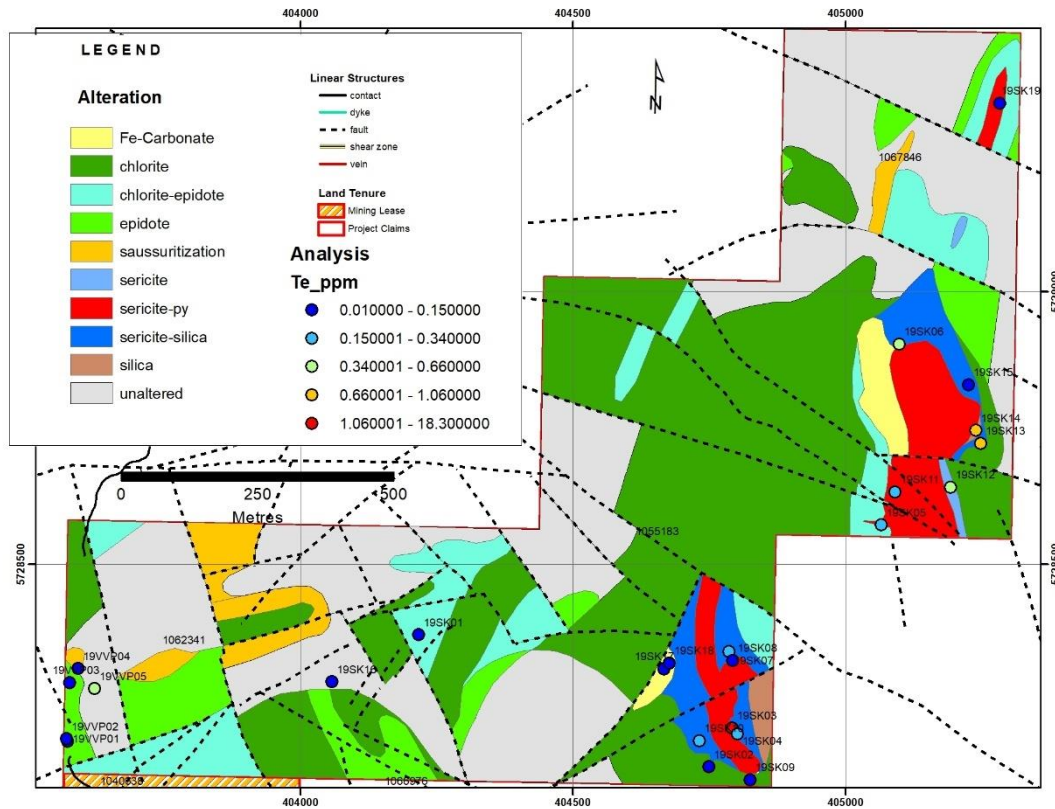 404000
404500
405000
LEGEND
Alteration
Fe-Carbonate
chlorite
chlorite-epidote
epidote
saussuritization
sericite
sericite-py
sericite-silica
silica
unaltered
Linear Structures
contact
dyke
fault
shear zone
vein
Land Tenure
Mining Lease
Project Claims
Analysis
Te_ppm
0.010000 - 0.150000
0.150001 - 0.340000
0.340001 - 0.660000
0.660001 - 1.060000
1.060001 - 18.300000
N
0
250
500
Metres
19SK19
1067846
19SK06
19SK15
19SK14
19SK13
19SK11
19SK12
19SK05
1055183
5728500
5728500
19SK01
1062341
19VVP04
19VVP03
19VVP05
19SK16
19SK18
19SK08
19SK07
19VVP02
19VVP01
19SK03
19SK04
19SK02
19SK09
404000
404500
405000